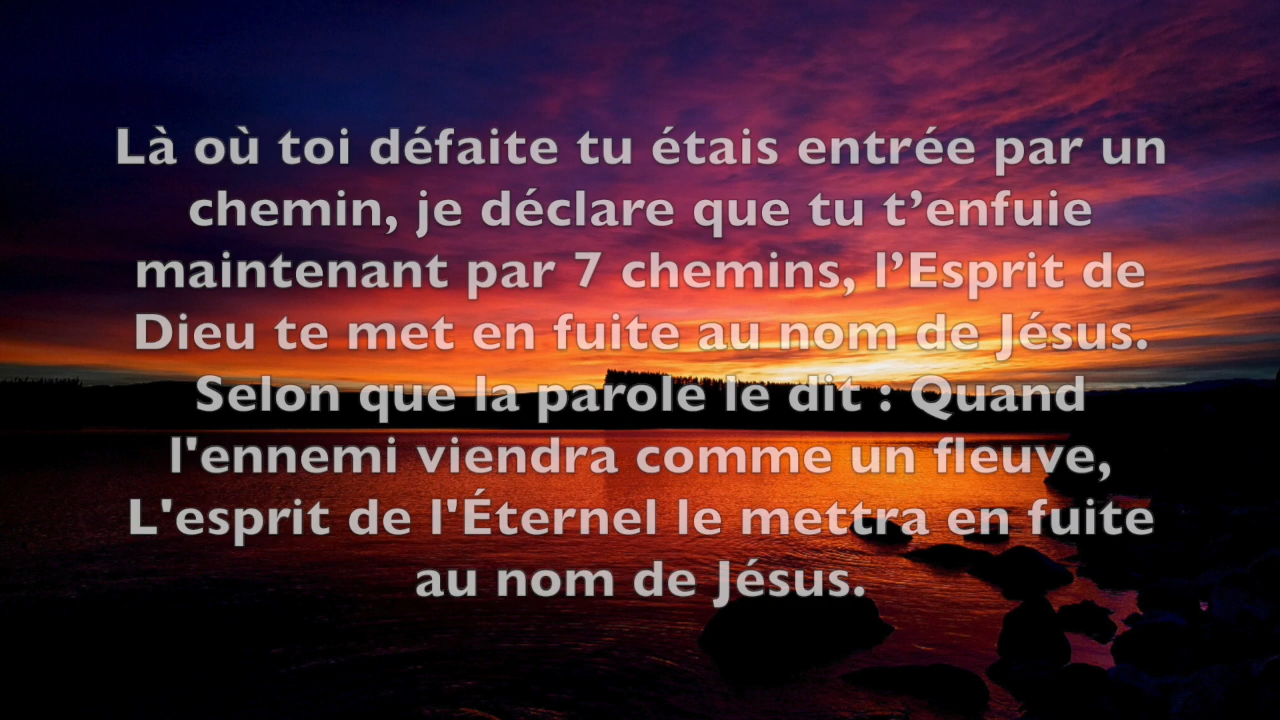 Là où toi défaite tu étais entrée par un
chemin, je déclare que tu t’enfuie
maintenant par 7 chemins, l’Esprit de
Dieu te met en fuite au nom de Jésus.
Selon que la parole le dit : Quand
l'ennemi viendra comme un fleuve,
L'esprit de l'Éternel le mettra en fuite
au nom de Jésus.